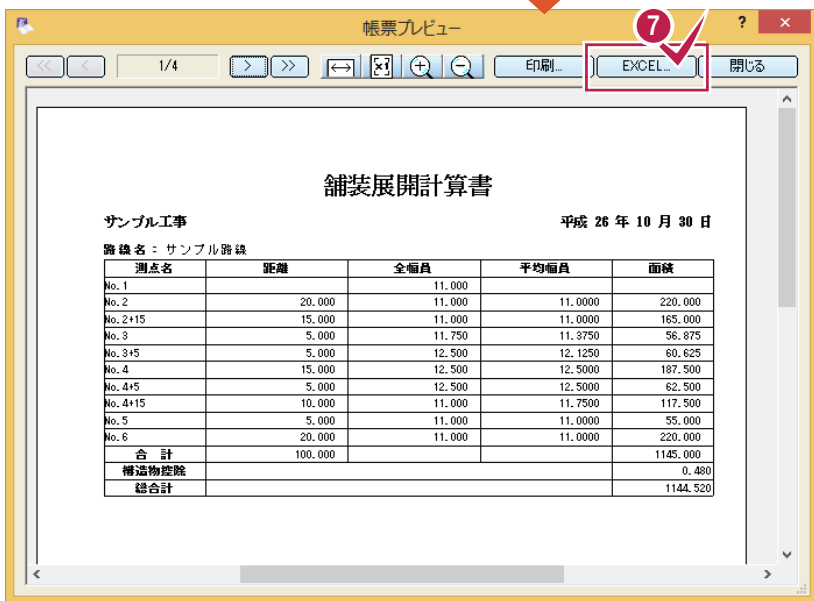 帳票プレビュー
7
?
×
<<
<
1/4
>
>>
x1
印刷...
EXCEL...
閉じる
舗装展開計算書
サンプル工事 平成 26 年 10 月 30 日
路線名：サンプル路線
測点名 距離 全幅員 平均幅員 面積
No.1 11.000
No.2 20.000 11.000 11.0000 220.000
No.2+15 15.000 11.000 11.0000 165.000
No.3 5.000 11.750 11.3750 56.875
No.3+5 5.000 12.500 12.1250 60.625
No.4 15.000 12.500 12.5000 187.500
No.4+5 5.000 12.500 12.5000 62.500
No.4+15 10.000 11.000 11.7500 117.500
No.5 5.000 11.000 11.0000 55.000
No.6 20.000 11.000 11.0000 220.000
合 計 100.000 1145.000
構造物控除 0.480
総合計 1144.520